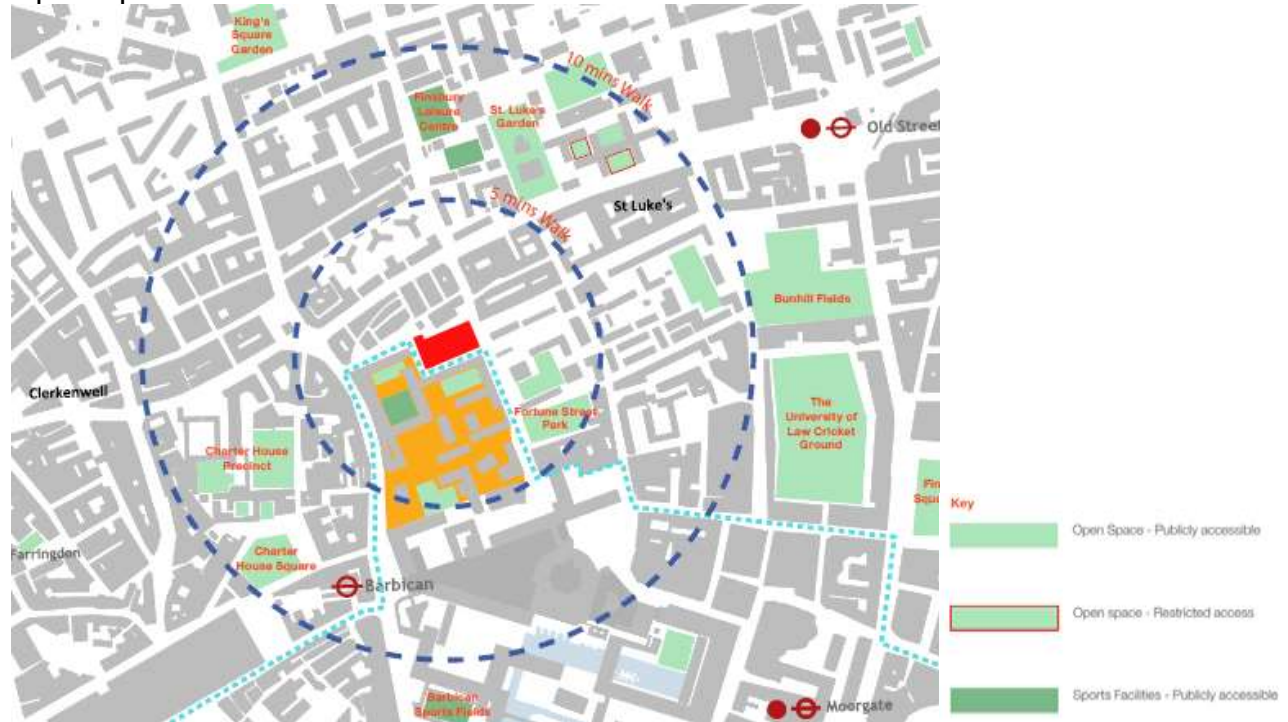 King's
Square
Garden
10 mins Walk
Finsbury
Leisure
Centre
St. Luke's
Garden
Old Street
5 mins Walk
St Luke's
Bunhill Fields
Clerkenwell
The
University of
Law Cricket
Ground
Fortune Street
Park
Charter House
Precinct
Fin
Squa
Key
Open Space - Publicly accessible
Farringdon
Charter
House Square
Barbican
Open space - Restricted access
Barbican
Sports Fields
Moorgate
Sports Facilities - Publicly accessible